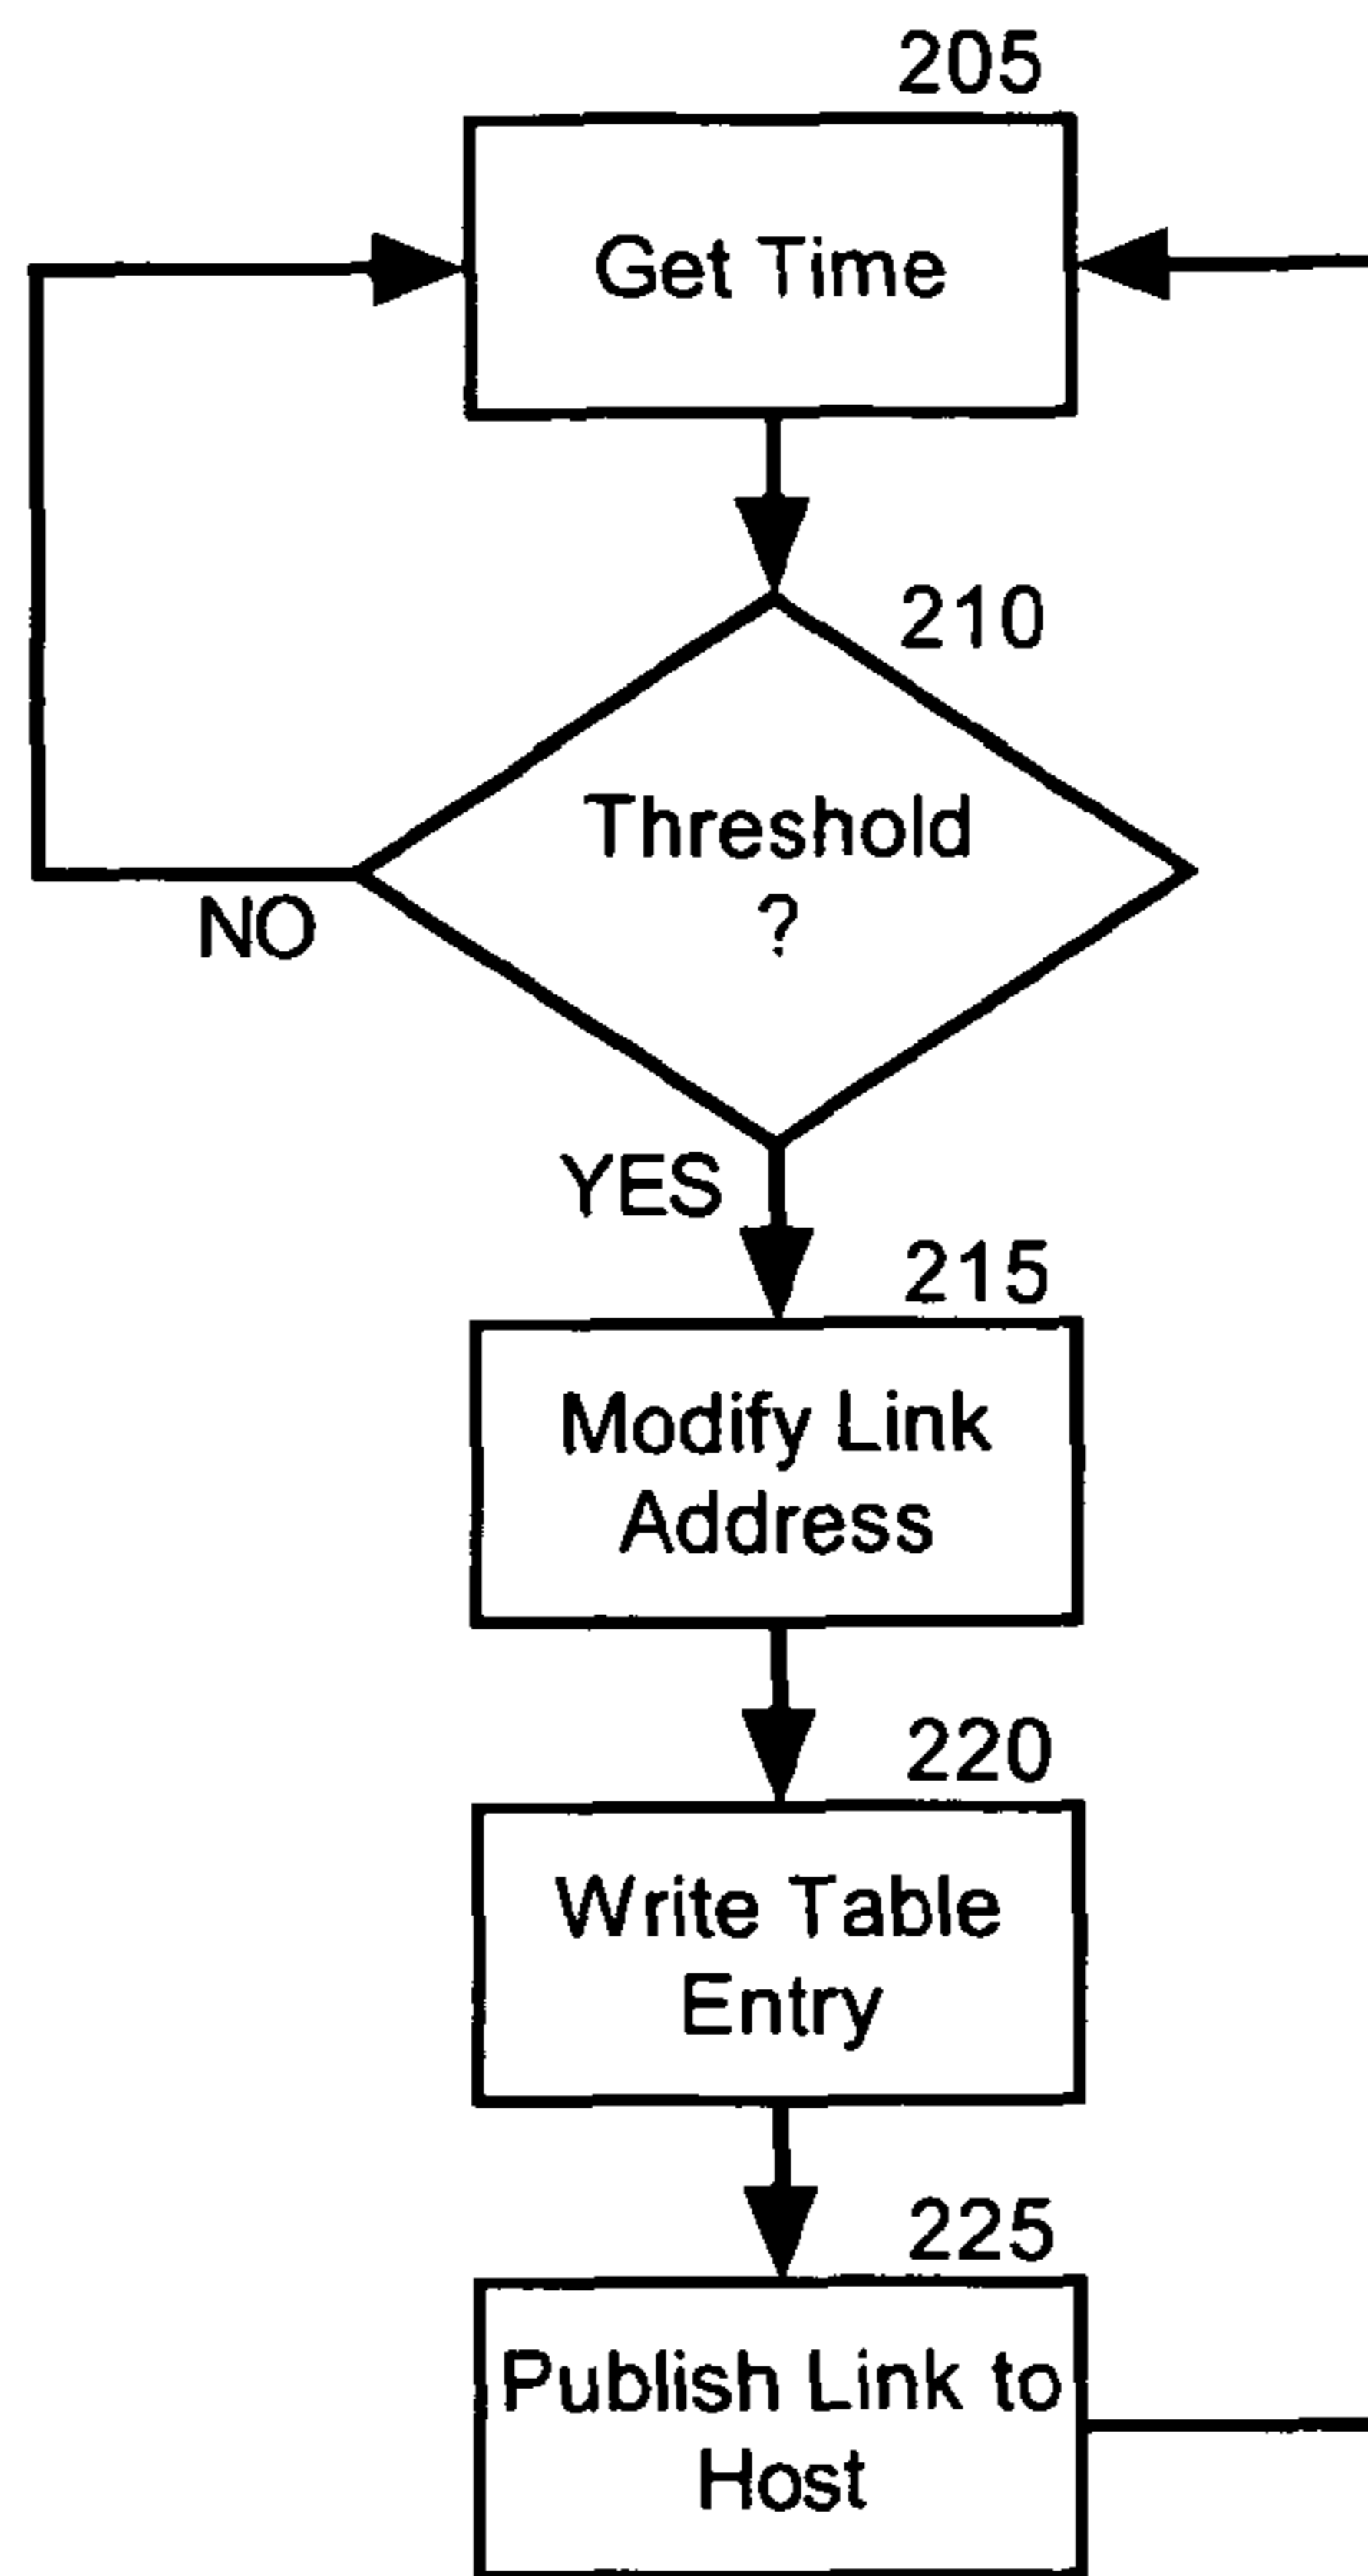 205
Get Time
210
Threshold
?
NO
YES
215
Modify Link
Address
220
Write Table
Entry
225
Publish Link to
Host